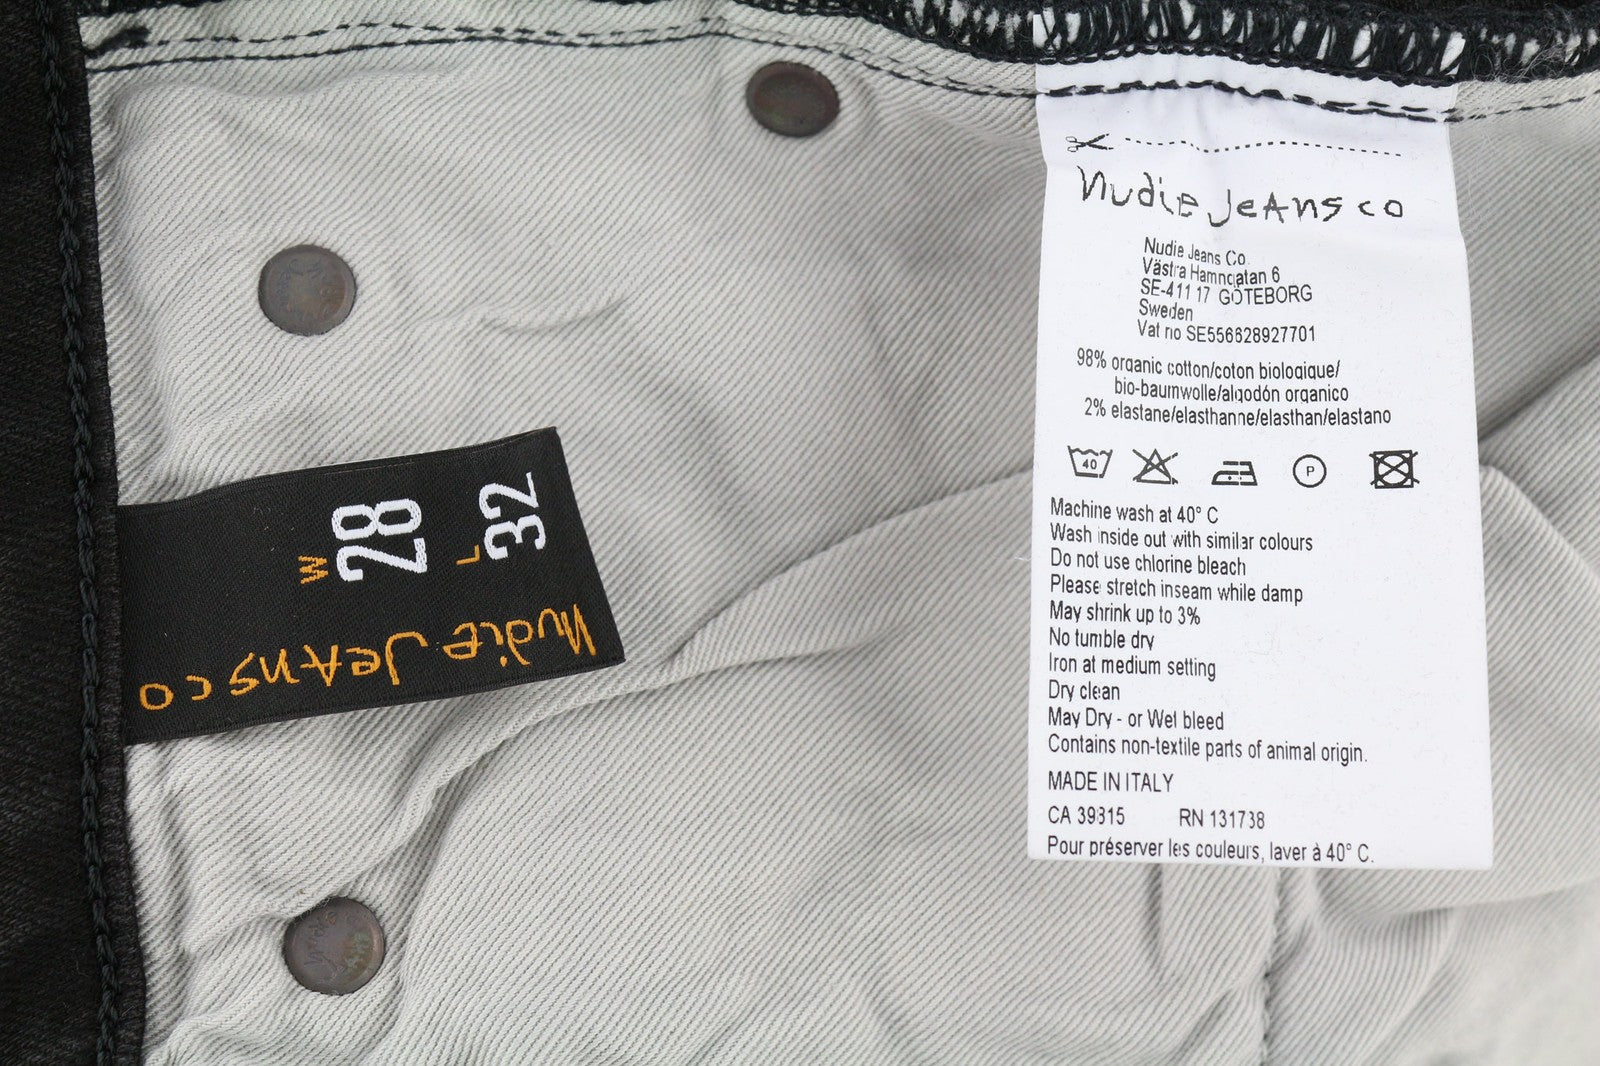 W 28
L 32
nudie JeAnsco
nudie JeAns co
Nudie Jeans Co.
Västra Hamngatan 6
SE-411 17 GÖTEBORG
Sweden
Vat no SE556628927701
98% organic cotton/coton biologique/
bio-baumwolle/algodón organico
2% elastane/elasthanne/elasthan/elastano
40
P
Machine wash at 40° C
Wash inside out with similar colours
Do not use chlorine bleach
Please stretch inseam while damp
May shrink up to 3%
No tumble dry
Iron at medium setting
Dry clean
May Dry - or Wet bleed
Contains non-textile parts of animal origin.
MADE IN ITALY
CA 39815 RN 131738
Pour préserver les couleurs, laver à 40° C.